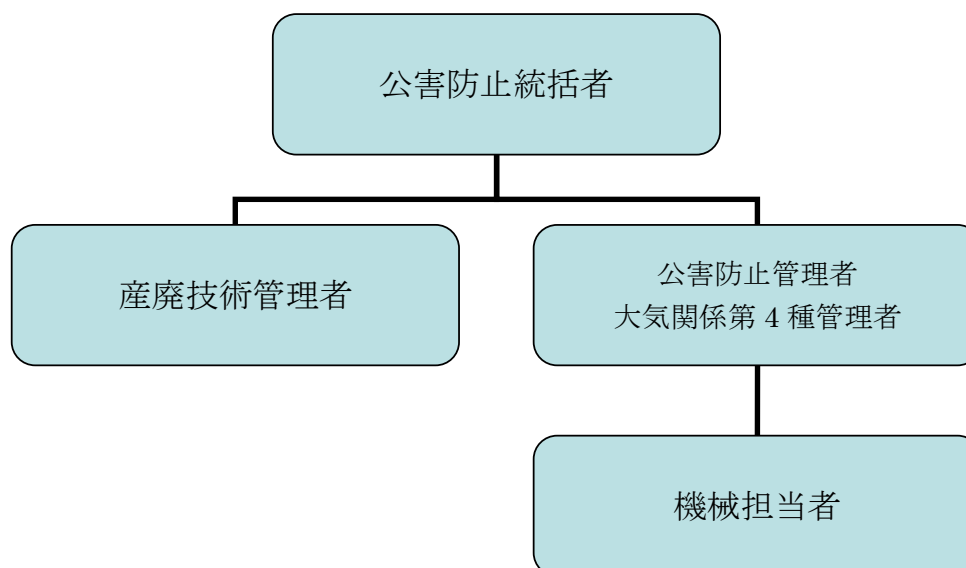 公害防止統括者
産廃技術管理者
公害防止管理者
大気関係第 4 種管理者
機械担当者